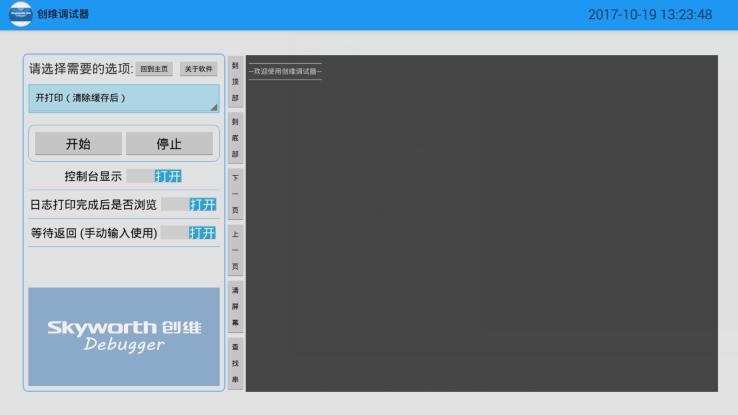 创维调试器
2017-10-19 13:23:48
请选择需要的选项: 回到主页 关于软件
开打印（清除缓存后）
开始 停止
控制台显示 打开
日志打印完成后是否浏览 打开
等待返回 (手动输入使用) 打开
Skyworth 创维
Debugger
到顶部
到底部
下一页
上一页
清屏幕
查找串
--欢迎使用创维调试器--